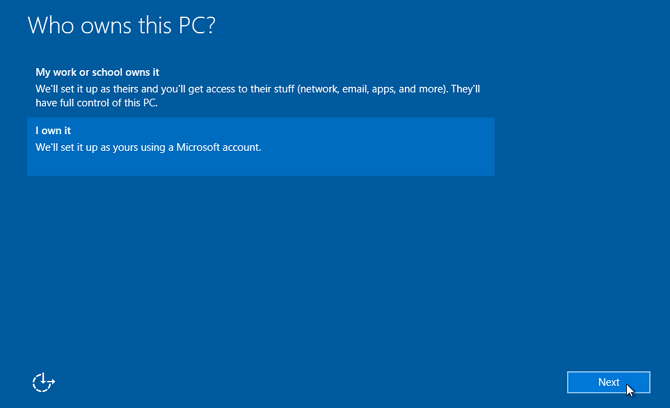 Who owns this PC?
My work or school owns it
We'll set it up as theirs and you'll get access to their stuff (network, email, apps, and more). They'll
have full control of this PC.
I own it
We'll set it up as yours using a Microsoft account.
Next